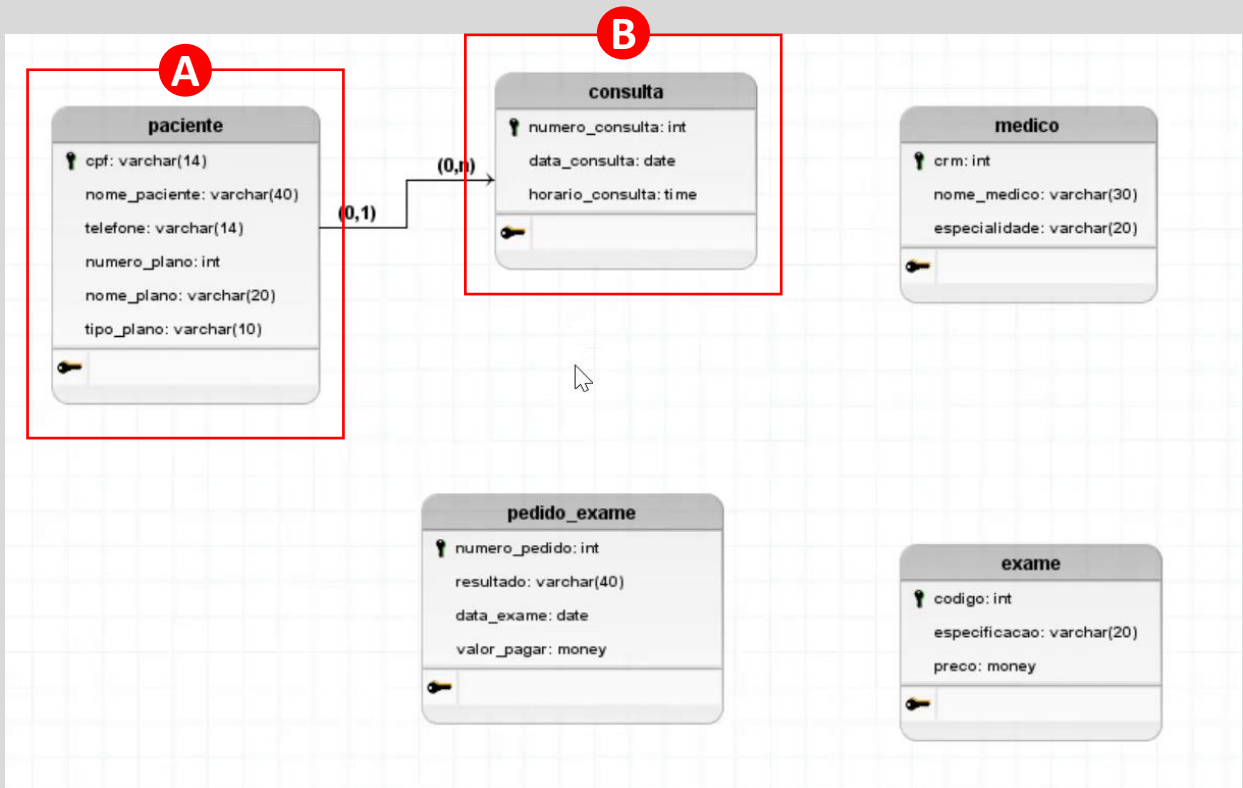 A
B
paciente
cpf: varchar(14)
nome_paciente: varchar(40)
telefone: varchar(14)
numero_plano: int
nome_plano: varchar(20)
tipo_plano: varchar(10)
(0,1)
(0,n)
consulta
numero_consulta: int
data_consulta: date
horario_consulta: time
medico
crm: int
nome_medico: varchar(30)
especialidade: varchar(20)
pedido_exame
numero_pedido: int
resultado: varchar(40)
data_exame: date
valor_pagar: money
exame
codigo: int
especificacao: varchar(20)
preco: money